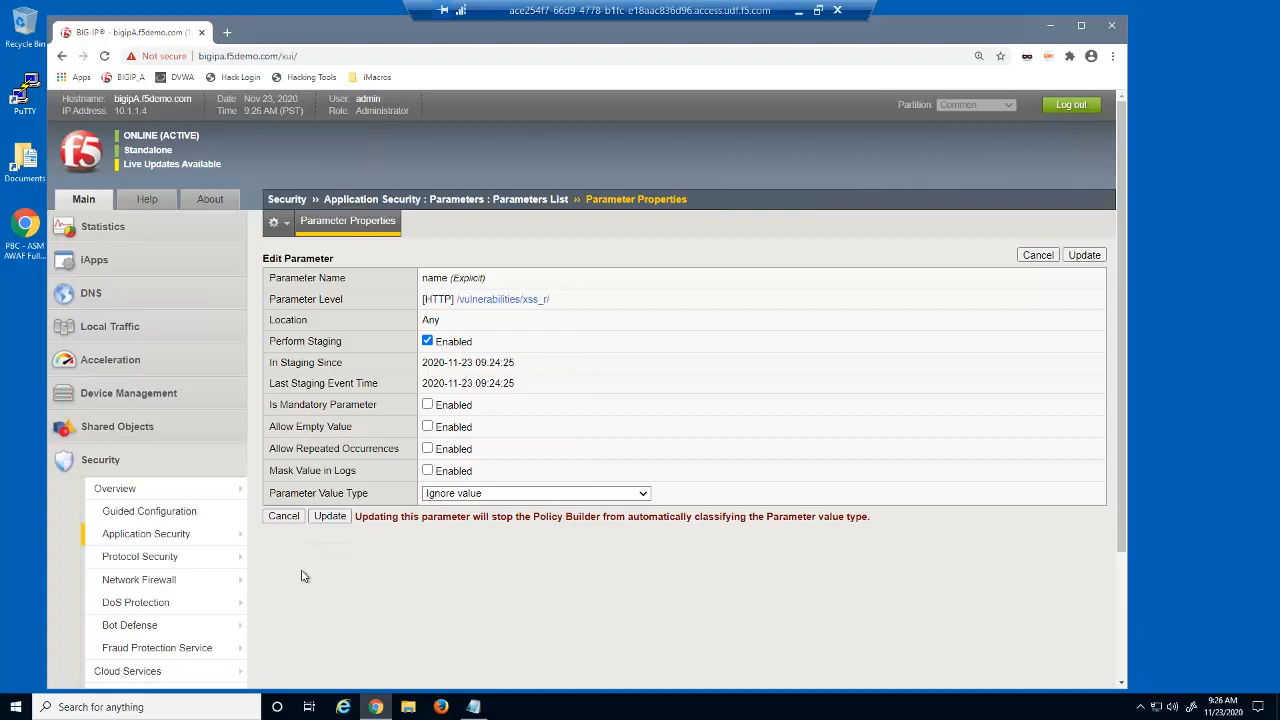 ace254f7-66d9-4778-b1fc-e18aac836d96.access.udf.f5.com
Recycle Bin
PuTTY
Documents
PBC - ASM
AWAF Full...
BIG-IP® - bigipA.f5demo.com (1
Not secure | bigipa.f5demo.com/xui/
Apps BIGIP_A DVWA Hack Login Hacking Tools iMacros
Hostname: bigipA.f5demo.com Date Nov 23, 2020 User: admin
IP Address: 10.1.1.4 Time 9:26 AM (PST) Role: Administrator
Partition: Common Log out
f5
ONLINE (ACTIVE)
Standalone
Live Updates Available
Main Help About
Security ›› Application Security : Parameters : Parameters List ›› Parameter Properties
Parameter Properties
Statistics
iApps
DNS
Local Traffic
Acceleration
Device Management
Shared Objects
Security
Overview
Guided Configuration
Application Security
Protocol Security
Network Firewall
DoS Protection
Bot Defense
Fraud Protection Service
Cloud Services
Edit Parameter Cancel Update
Parameter Name name (Explicit)
Parameter Level [HTTP] /vulnerabilities/xss_r/
Location Any
Perform Staging Enabled
In Staging Since 2020-11-23 09:24:25
Last Staging Event Time 2020-11-23 09:24:25
Is Mandatory Parameter Enabled
Allow Empty Value Enabled
Allow Repeated Occurrences Enabled
Mask Value in Logs Enabled
Parameter Value Type Ignore value
Cancel Update Updating this parameter will stop the Policy Builder from automatically classifying the Parameter value type.
Search for anything
9:26 AM
11/23/2020